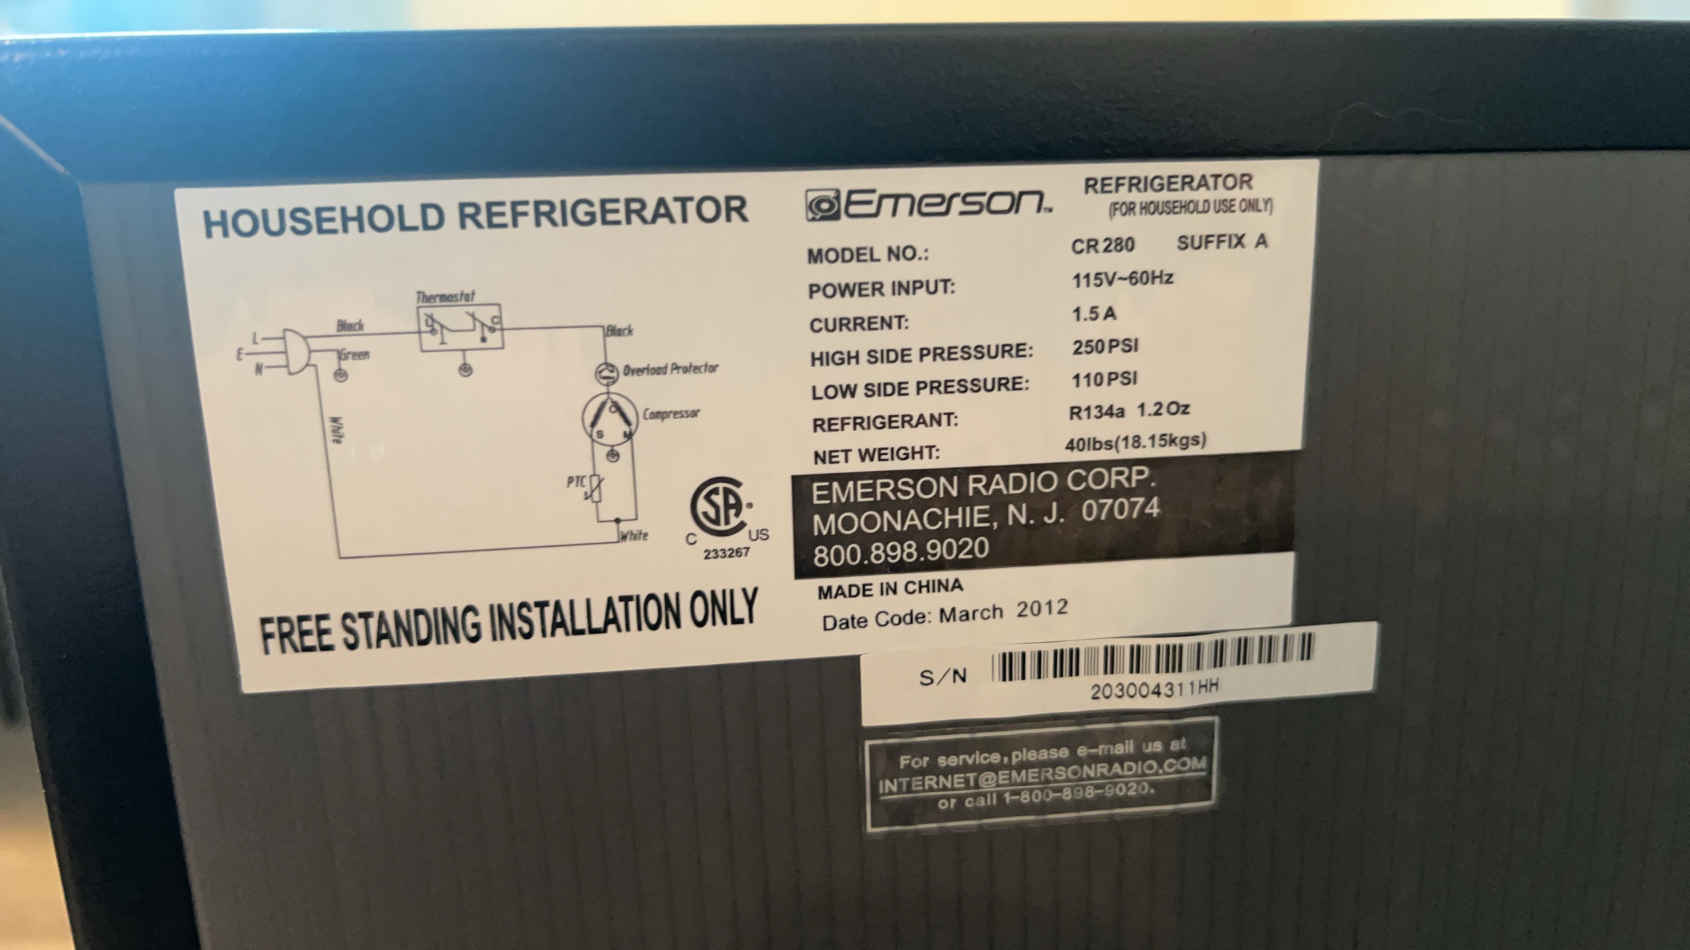 HOUSEHOLD REFRIGERATOR
Thermostat
L
Black
E
Green
N
C
Black
Overload Protector
Compressor
S M
White
PTC
White
SA
C US
233267
FREE STANDING INSTALLATION ONLY
Emerson™
REFRIGERATOR
(FOR HOUSEHOLD USE ONLY)
MODEL NO.: CR280 SUFFIX A
POWER INPUT: 115V~60Hz
CURRENT: 1.5A
HIGH SIDE PRESSURE: 250PSI
LOW SIDE PRESSURE: 110PSI
REFRIGERANT: R134a 1.2Oz
NET WEIGHT: 40lbs(18.15kgs)
EMERSON RADIO CORP.
MOONACHIE, N. J. 07074
800.898.9020
MADE IN CHINA
Date Code: March 2012
S/N
203004311HH
For service, please e-mail us at
INTERNET@EMERSONRADIO.COM
or call 1-800-898-9020.